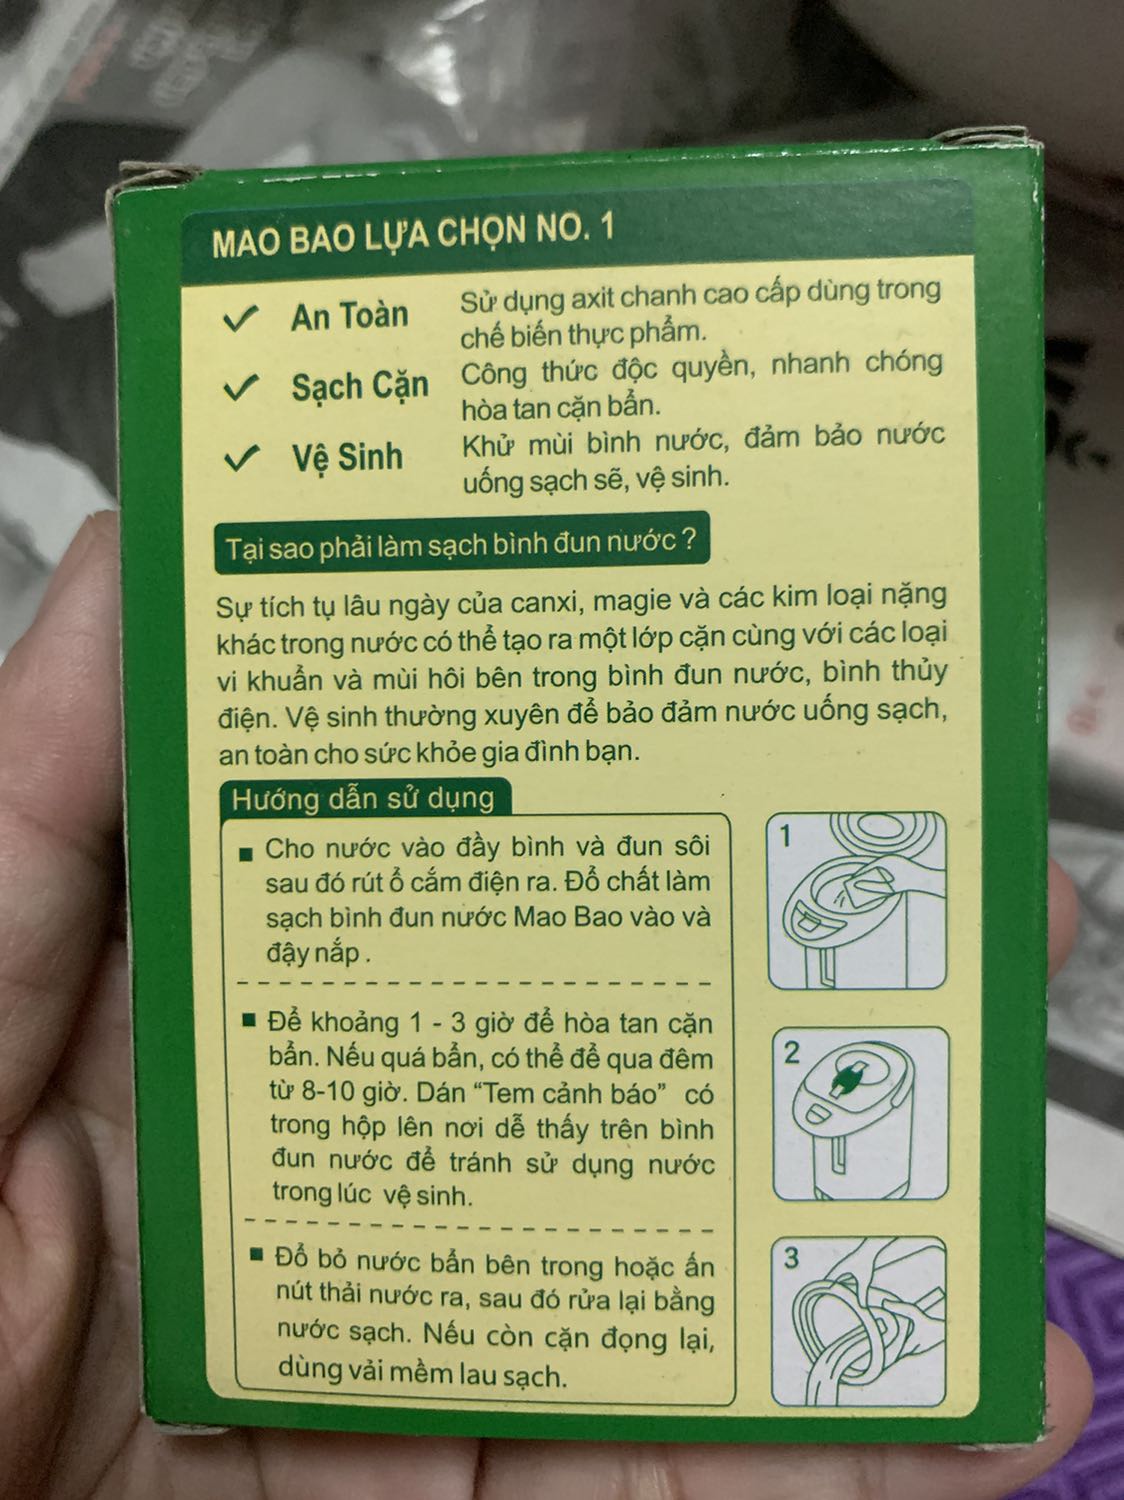 MAO BAO LỰA CHỌN NO. 1
An Toàn
Sử dụng axit chanh cao cấp dùng trong
chế biến thực phẩm.
Sạch Cặn
Công thức độc quyền, nhanh chóng
hòa tan cặn bẩn.
Vệ Sinh
Khử mùi bình nước, đảm bảo nước
uống sạch sẽ, vệ sinh.
Tại sao phải làm sạch bình đun nước ?
Sự tích tụ lâu ngày của canxi, magie và các kim loại nặng
khác trong nước có thể tạo ra một lớp cặn cùng với các loại
vi khuẩn và mùi hôi bên trong bình đun nước, bình thủy
điện. Vệ sinh thường xuyên để bảo đảm nước uống sạch,
an toàn cho sức khỏe gia đình bạn.
Hướng dẫn sử dụng
Cho nước vào đầy bình và đun sôi
sau đó rút ổ cắm điện ra. Đổ chất làm
sạch bình đun nước Mao Bao vào và
đậy nắp .
Để khoảng 1 - 3 giờ để hòa tan cặn
bẩn. Nếu quá bẩn, có thể để qua đêm
từ 8-10 giờ. Dán “Tem cảnh báo” có
trong hộp lên nơi dễ thấy trên bình
đun nước để tránh sử dụng nước
trong lúc vệ sinh.
Đổ bỏ nước bẩn bên trong hoặc ấn
nút thải nước ra, sau đó rửa lại bằng
nước sạch. Nếu còn cặn đọng lại,
dùng vải mềm lau sạch.
1
2
3